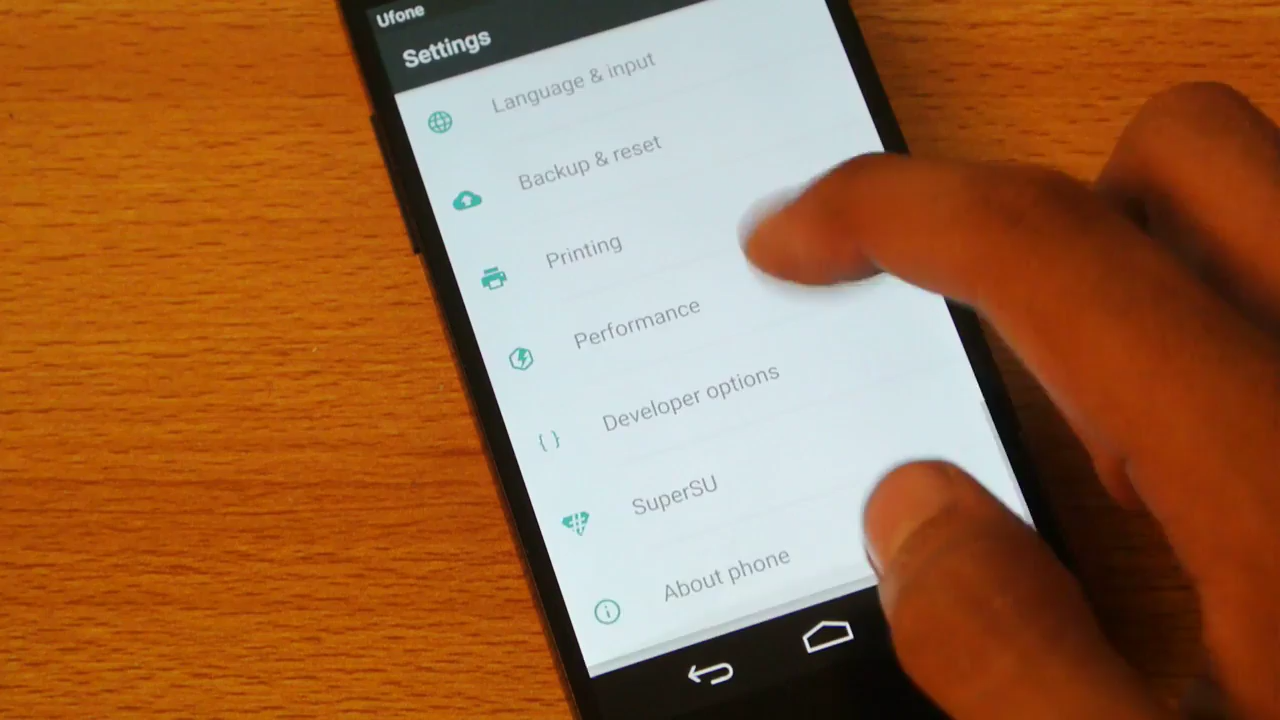 Ufone
Settings
Language & input
Backup & reset
Printing
Performance
Developer options
SuperSU
About phone